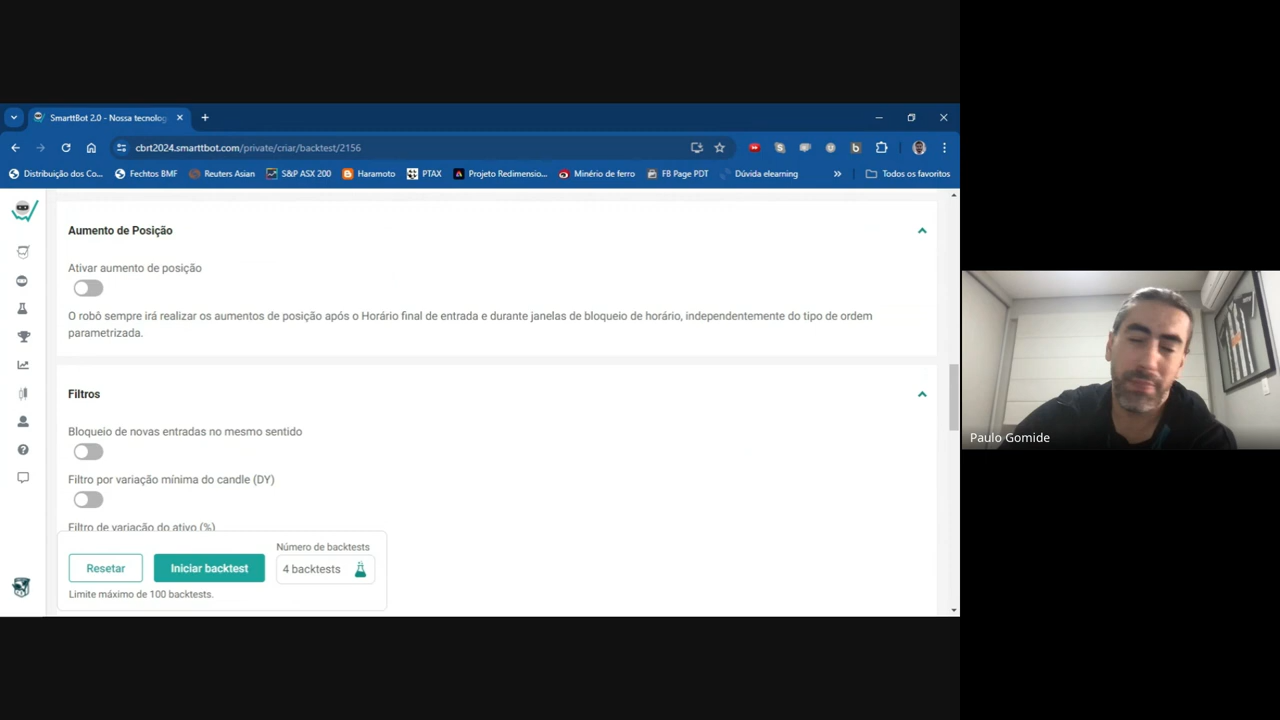 SmarttBot 2.0 - Nossa tecnolog
cbrt2024.smarttbot.com/private/criar/backtest/2156
Distribuição dos Co... Fechtos BMF Reuters Asian S&P ASX 200 Haramoto PTAX Projeto Redimensio... Minério de ferro FB Page PDT Dúvida elearning » Todos os favoritos
Aumento de Posição
Ativar aumento de posição
O robô sempre irá realizar os aumentos de posição após o Horário final de entrada e durante janelas de bloqueio de horário, independentemente do tipo de ordem
parametrizada.
Filtros
Bloqueio de novas entradas no mesmo sentido
Filtro por variação mínima do candle (DY)
Filtro de variação do ativo (%)
Número de backtests
Resetar Iniciar backtest 4 backtests
Limite máximo de 100 backtests.
Paulo Gomide